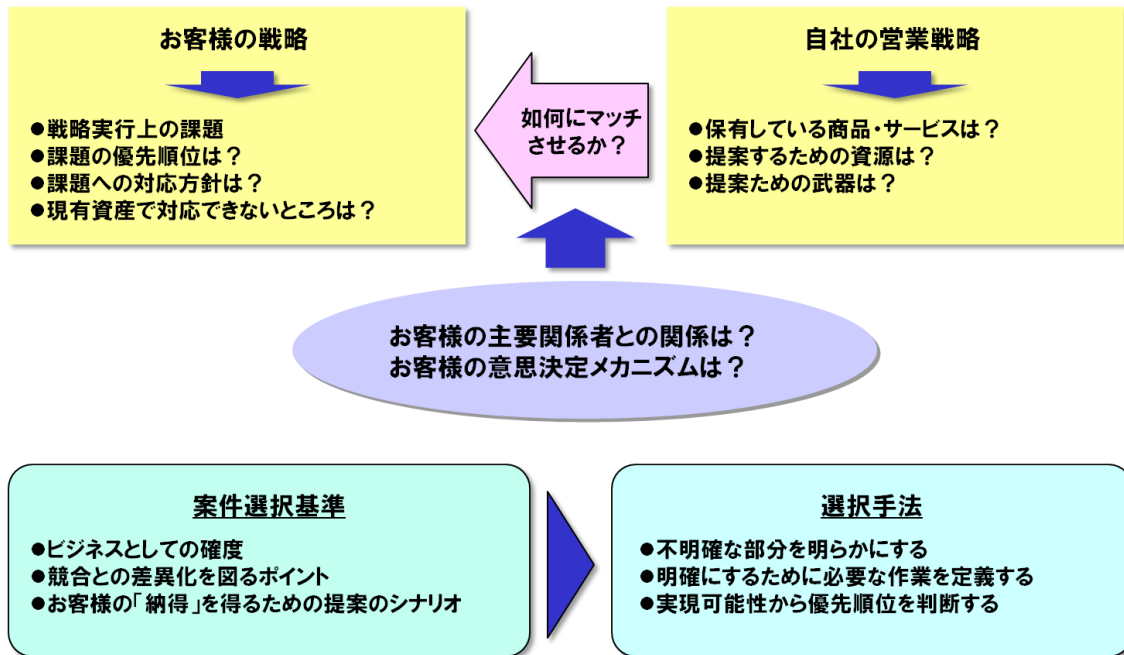 お客様の戦略
●戦略実行上の課題
●課題の優先順位は？
●課題への対応方針は？
●現有資産で対応できないところは？
如何にマッチ
させるか？
自社の営業戦略
●保有している商品・サービスは？
●提案するための資源は？
●提案ための武器は？
お客様の主要関係者との関係は？
お客様の意思決定メカニズムは？
案件選択基準
●ビジネスとしての確度
●競合との差異化を図るポイント
●お客様の「納得」を得るための提案のシナリオ
選択手法
●不明確な部分を明らかにする
●明確にするために必要な作業を定義する
●実現可能性から優先順位を判断する